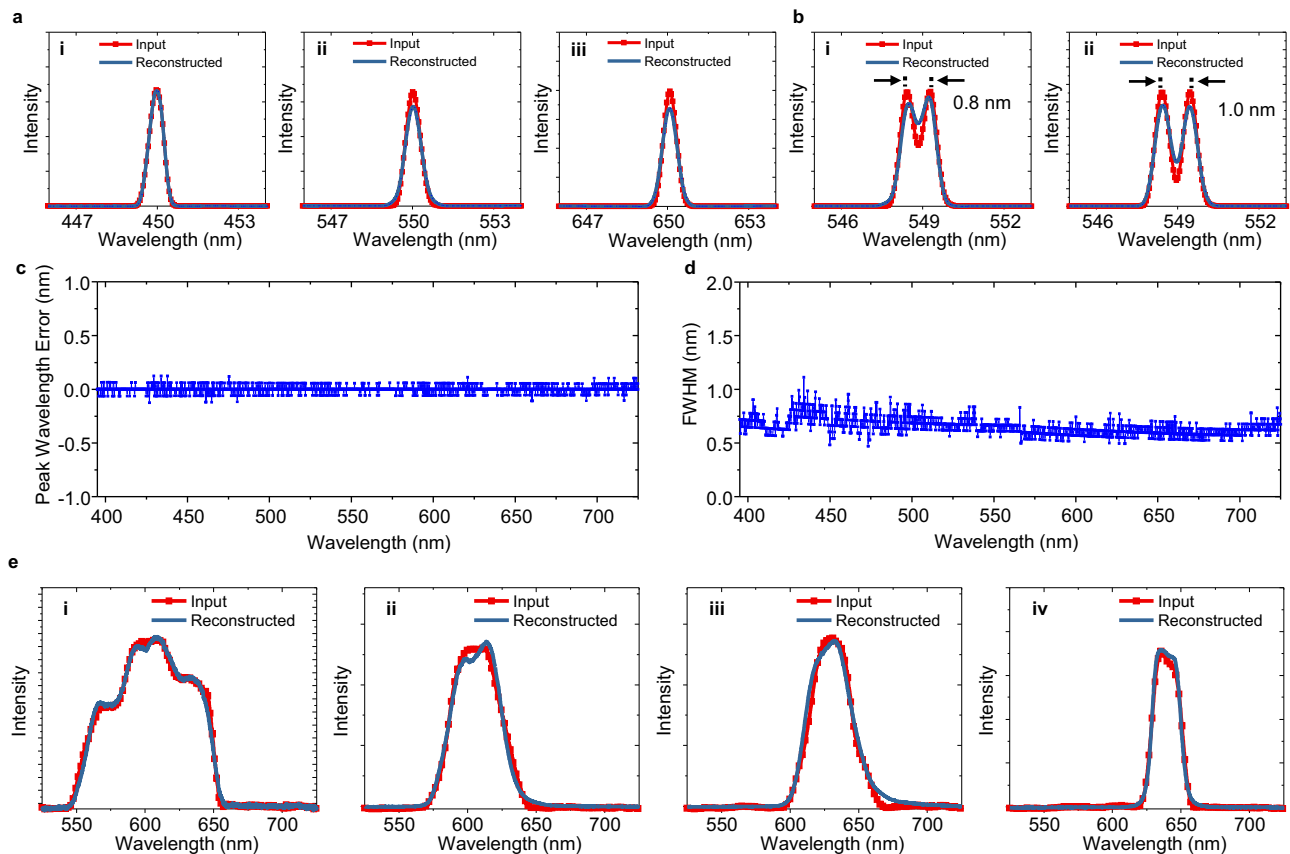 a
b
i
Input
Reconstructed
Intensity
447
450
453
Wavelength (nm)
ii
Input
Reconstructed
Intensity
547
550
553
Wavelength (nm)
iii
Input
Reconstructed
Intensity
647
650
653
Wavelength (nm)
i
Input
Reconstructed
0.8 nm
Intensity
546
549
552
Wavelength (nm)
ii
Input
Reconstructed
1.0 nm
Intensity
546
549
552
Wavelength (nm)
c
Peak Wavelength Error (nm)
1.0
0.5
0.0
-0.5
-1.0
400
450
500
550
600
650
700
Wavelength (nm)
d
FWHM (nm)
2.0
1.5
1.0
0.5
0.0
400
450
500
550
600
650
700
Wavelength (nm)
e
i
Input
Reconstructed
Intensity
550
600
650
700
Wavelength (nm)
ii
Input
Reconstructed
Intensity
550
600
650
700
Wavelength (nm)
iii
Input
Reconstructed
Intensity
550
600
650
700
Wavelength (nm)
iv
Input
Reconstructed
Intensity
550
600
650
700
Wavelength (nm)